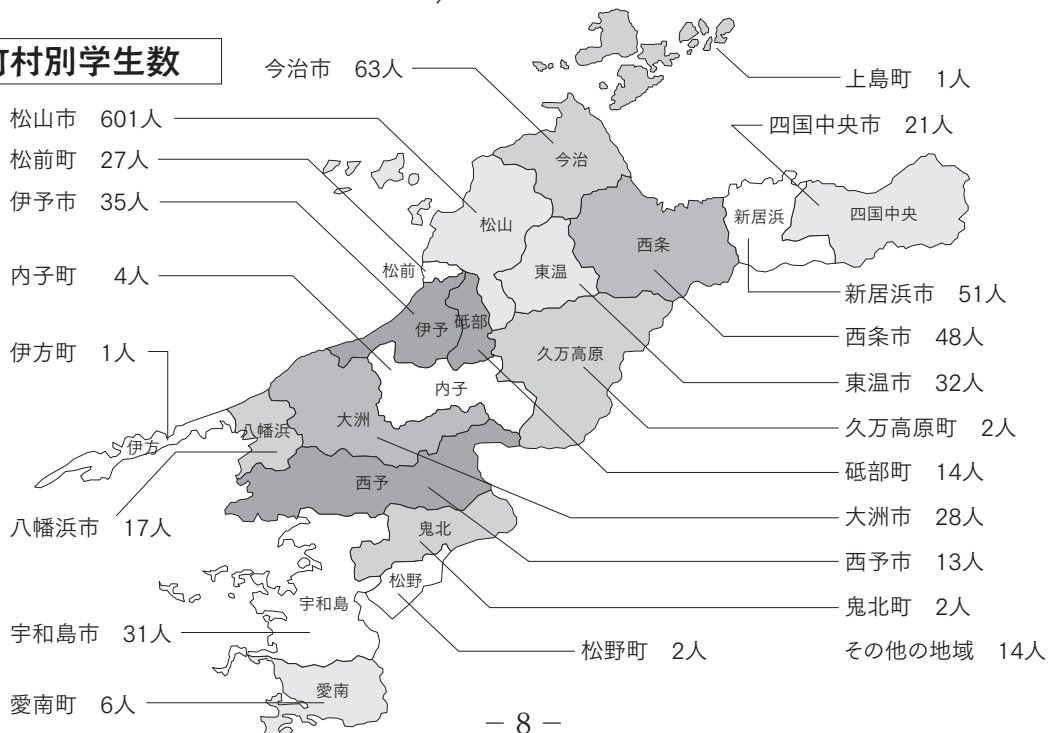 町村別学生数
今治市 63人
上島町 1人
松山市 601人
四国中央市 21人
松前町 27人
伊予市 35人
内子町 4人
伊方町 1人
八幡浜市 17人
宇和島市 31人
愛南町 6人
新居浜市 51人
西条市 48人
東温市 32人
久万高原町 2人
砥部町 14人
大洲市 28人
西予市 13人
鬼北町 2人
松野町 2人
その他の地域 14人
今治
松山
西条
新居浜
四国中央
東温
松前
伊予
砥部
久万高原
内子
大洲
八幡浜
伊方
西予
鬼北
松野
宇和島
愛南
− 8 −